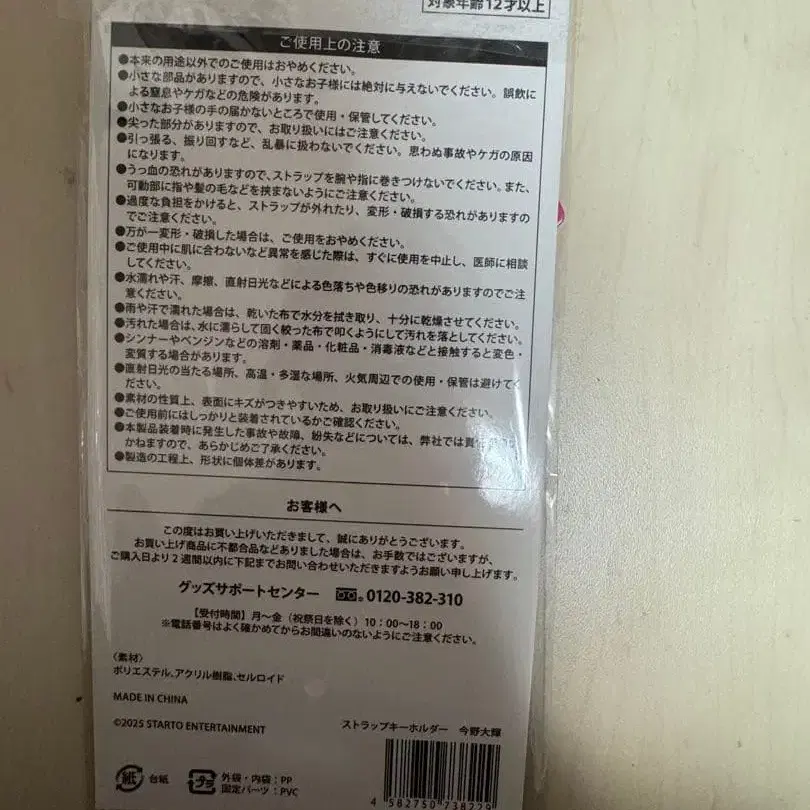 対象年齢12才以上
ご使用上の注意
●本来の用途以外でのご使用はおやめください。
●小さな部品がありますので、小さなお子様には絶対に与えないでください。誤飲に
よる窒息やケガなどの危険があります。
●小さなお子様の手の届かないところで使用・保管してください。
●尖った部分がありますので、お取り扱いにはご注意ください。
●引っ張る、振り回すなど、乱暴に扱わないでください。思わぬ事故やケガの原因
になります。
●うっ血の恐れがありますので、ストラップを腕や指に巻きつけないでください。また、
可動部に指や髪の毛などを挟まないようにご注意ください。
●過度な負担をかけると、ストラップが外れたり、変形・破損する恐れがありますの
でご注意ください。
●万が一変形・破損した場合は、ご使用をおやめください。
●ご使用中に肌に合わないなど異常を感じた際は、すぐに使用を中止し、医師に相談
してください。
●水濡れや汗、摩擦、直射日光などによる色落ちや色移りの恐れがありますのでご注
意ください。
●雨や汗で濡れた場合は、乾いた布で水分を拭き取り、十分に乾燥させてください。
●汚れた場合は、水に濡らして固く絞った布で叩くようにして汚れを落としてください。
●シンナーやベンジンなどの溶剤・薬品・化粧品・消毒液などと接触すると変色・
変質する場合があります。
●直射日光の当たる場所、高温・多湿な場所、火気周辺での使用・保管は避けてく
ださい。
●素材の性質上、表面にキズがつきやすいため、お取り扱いにご注意ください。
●ご使用前にはしっかりと装着されているかご確認ください。
●本製品装着時に発生した事故や故障、紛失などについては、弊社では責
かねますので、あらかじめご了承ください。
●製造の工程上、形状に個体差があります。
お客様へ
この度はお買い上げいただきまして、誠にありがとうございます。
お買い上げ商品に不都合品などありました場合は、お手数ではございますが、
ご購入日より2週間以内に下記までお問い合わせいただきますようお願い申し上げます。
グッズサポートセンター 0120-382-310
【受付時間】月〜金（祝祭日を除く）10：00〜18：00
※電話番号はよく確かめてからお間違いのないようにご注意ください。
〈素材〉
ポリエステル、アクリル樹脂、セルロイド
MADE IN CHINA
©2025 STARTO ENTERTAINMENT
ストラップキーホルダー 今野大輝
紙 台紙
プラ 外袋・内袋：PP
固定パーツ：PVC
4 582750 738229